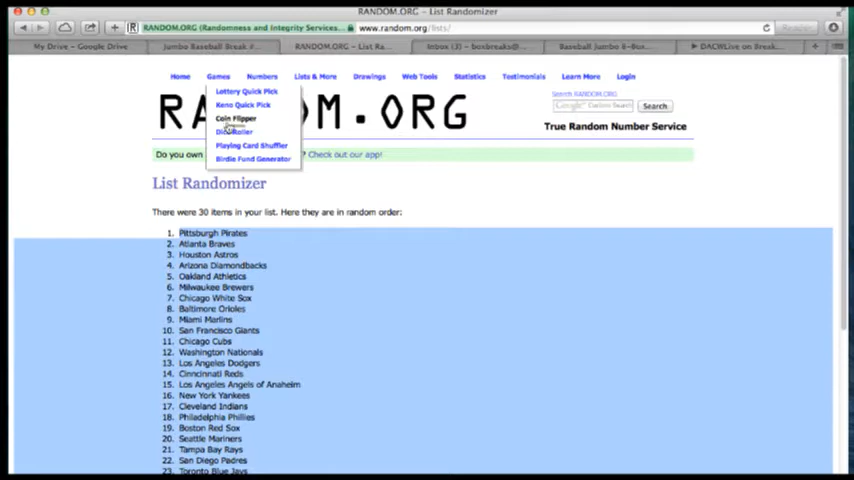 RANDOM.ORG – List Randomizer
RANDOM.ORG (Randomness and Integrity Services...
www.random.org/lists/
Reader
My Drive – Google Drive
Jumbo Baseball Break #...
RANDOM.ORG – List Ra...
Inbox (3) – boxbreaks@...
Baseball Jumbo 8-Box...
DACWLive on Break...
Home Games Numbers Lists & More Drawings Web Tools Statistics Testimonials Learn More Login
Lottery Quick Pick
Keno Quick Pick
Coin Flipper
Dice Roller
Playing Card Shuffler
Birdie Fund Generator
Search RANDOM.ORG
Google Custom Search
Search
RA M.ORG
True Random Number Service
Do you own
Check out our app!
List Randomizer
There were 30 items in your list. Here they are in random order:
1. Pittsburgh Pirates
2. Atlanta Braves
3. Houston Astros
4. Arizona Diamondbacks
5. Oakland Athletics
6. Milwaukee Brewers
7. Chicago White Sox
8. Baltimore Orioles
9. Miami Marlins
10. San Francisco Giants
11. Chicago Cubs
12. Washington Nationals
13. Los Angeles Dodgers
14. Cinncinnati Reds
15. Los Angeles Angels of Anaheim
16. New York Yankees
17. Cleveland Indians
18. Philadelphia Phillies
19. Boston Red Sox
20. Seattle Mariners
21. Tampa Bay Rays
22. San Diego Padres
23. Toronto Blue Jays